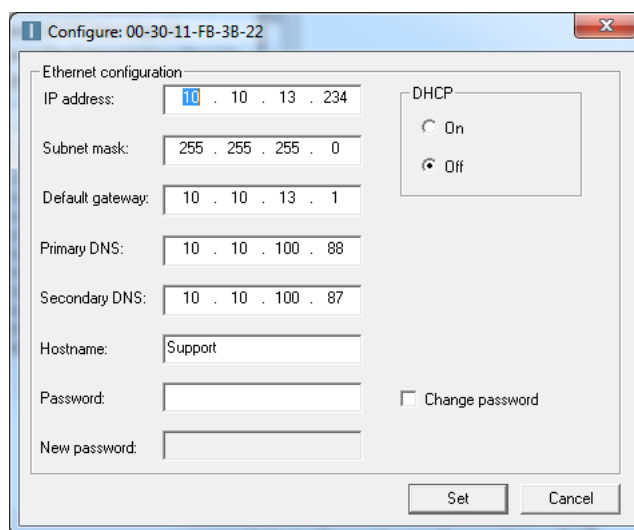 Configure: 00-30-11-FB-3B-22
Ethernet configuration
IP address: 10 . 10 . 13 . 234
DHCP
On
Off
Subnet mask: 255 . 255 . 255 . 0
Default gateway: 10 . 10 . 13 . 1
Primary DNS: 10 . 10 . 100 . 88
Secondary DNS: 10 . 10 . 100 . 87
Hostname: Support
Password:
Change password
New password:
Set
Cancel